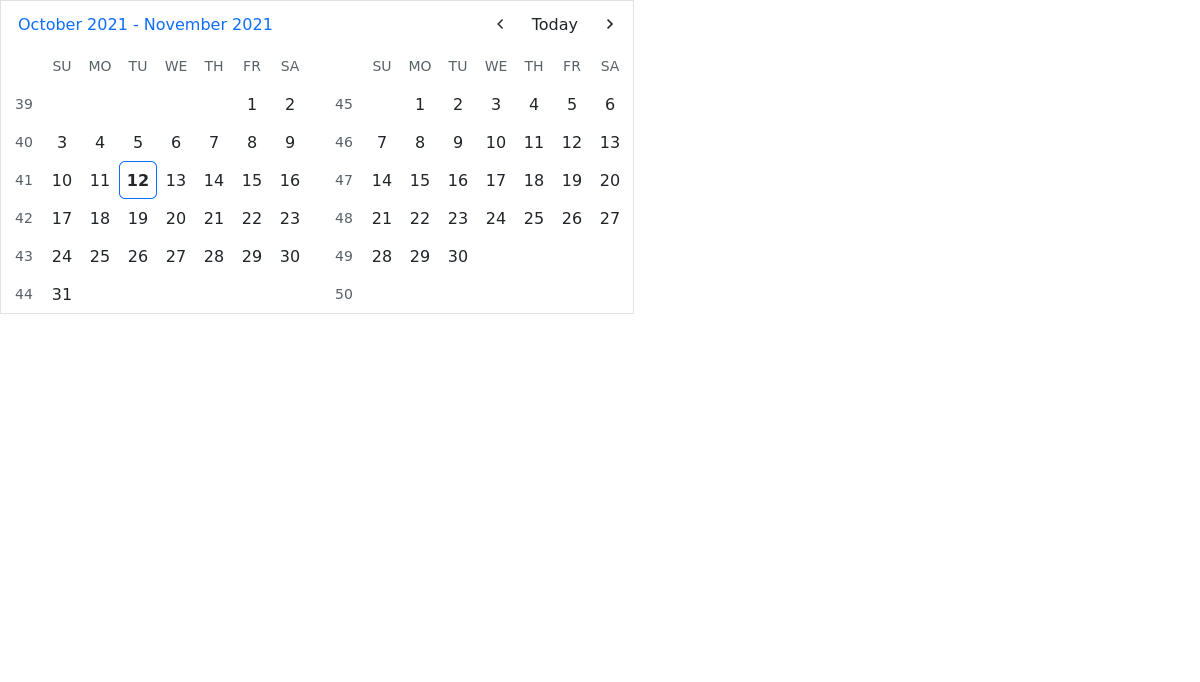 October 2021 - November 2021 Today
SU MO TU WE TH FR SA SU MO TU WE TH FR SA
39 1 2 45 1 2 3 4 5 6
40 3 4 5 6 7 8 9 46 7 8 9 10 11 12 13
41 10 11 12 13 14 15 16 47 14 15 16 17 18 19 20
42 17 18 19 20 21 22 23 48 21 22 23 24 25 26 27
43 24 25 26 27 28 29 30 49 28 29 30
44 31 50